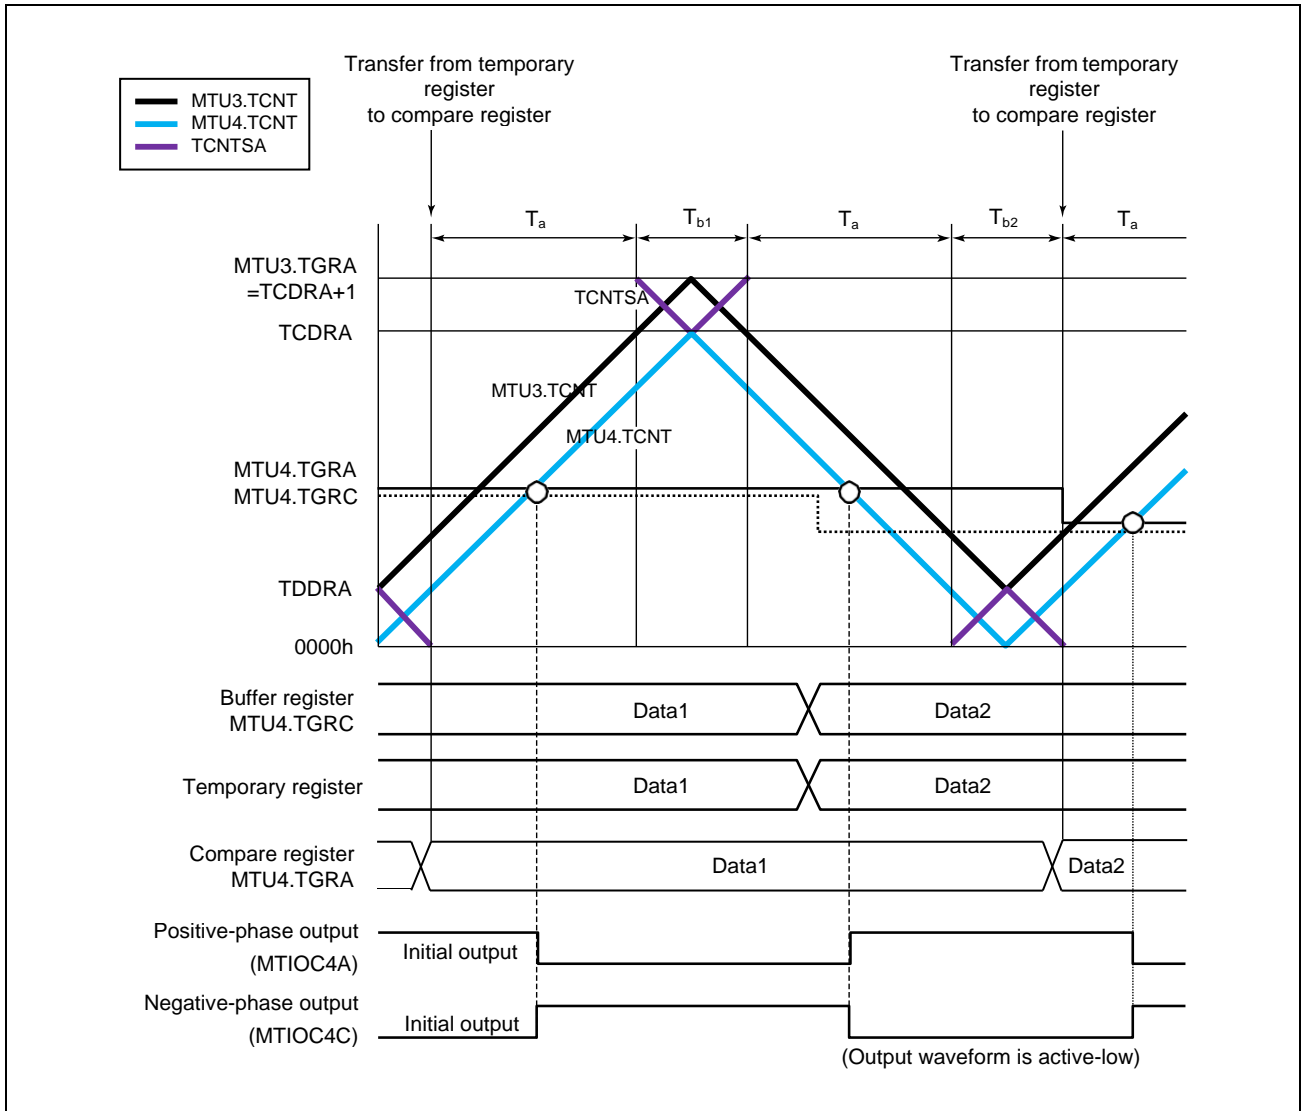 Transfer from temporary
register
to compare register
Transfer from temporary
register
to compare register
MTU3.TCNT
MTU4.TCNT
TCNTSA
Ta
Tb1
Ta
Tb2
Ta
MTU3.TGRA
=TCDRA+1
TCNTSA
TCDRA
MTU3.TCNT
MTU4.TCNT
MTU4.TGRA
MTU4.TGRC
TDDRA
0000h
Buffer register
MTU4.TGRC
Data1
Data2
Temporary register
Data1
Data2
Compare register
MTU4.TGRA
Data1
Data2
Positive-phase output
(MTIOC4A)
Initial output
Negative-phase output
(MTIOC4C)
Initial output
(Output waveform is active-low)